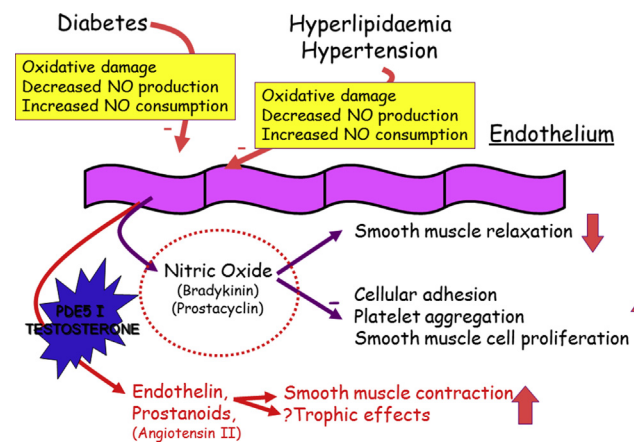 Diabetes
Hyperlipidaemia
Hypertension
Oxidative damage
Decreased NO production
Increased NO consumption
Oxidative damage
Decreased NO production
Increased NO consumption
Endothelium
Smooth muscle relaxation
Nitric Oxide
(Bradykinin)
(Prostacyclin)
Cellular adhesion
Platelet aggregation
Smooth muscle cell proliferation
PDE5 I
TESTOSTERONE
Endothelin,
Prostanoids,
(Angiotensin II)
Smooth muscle contraction
?Trophic effects